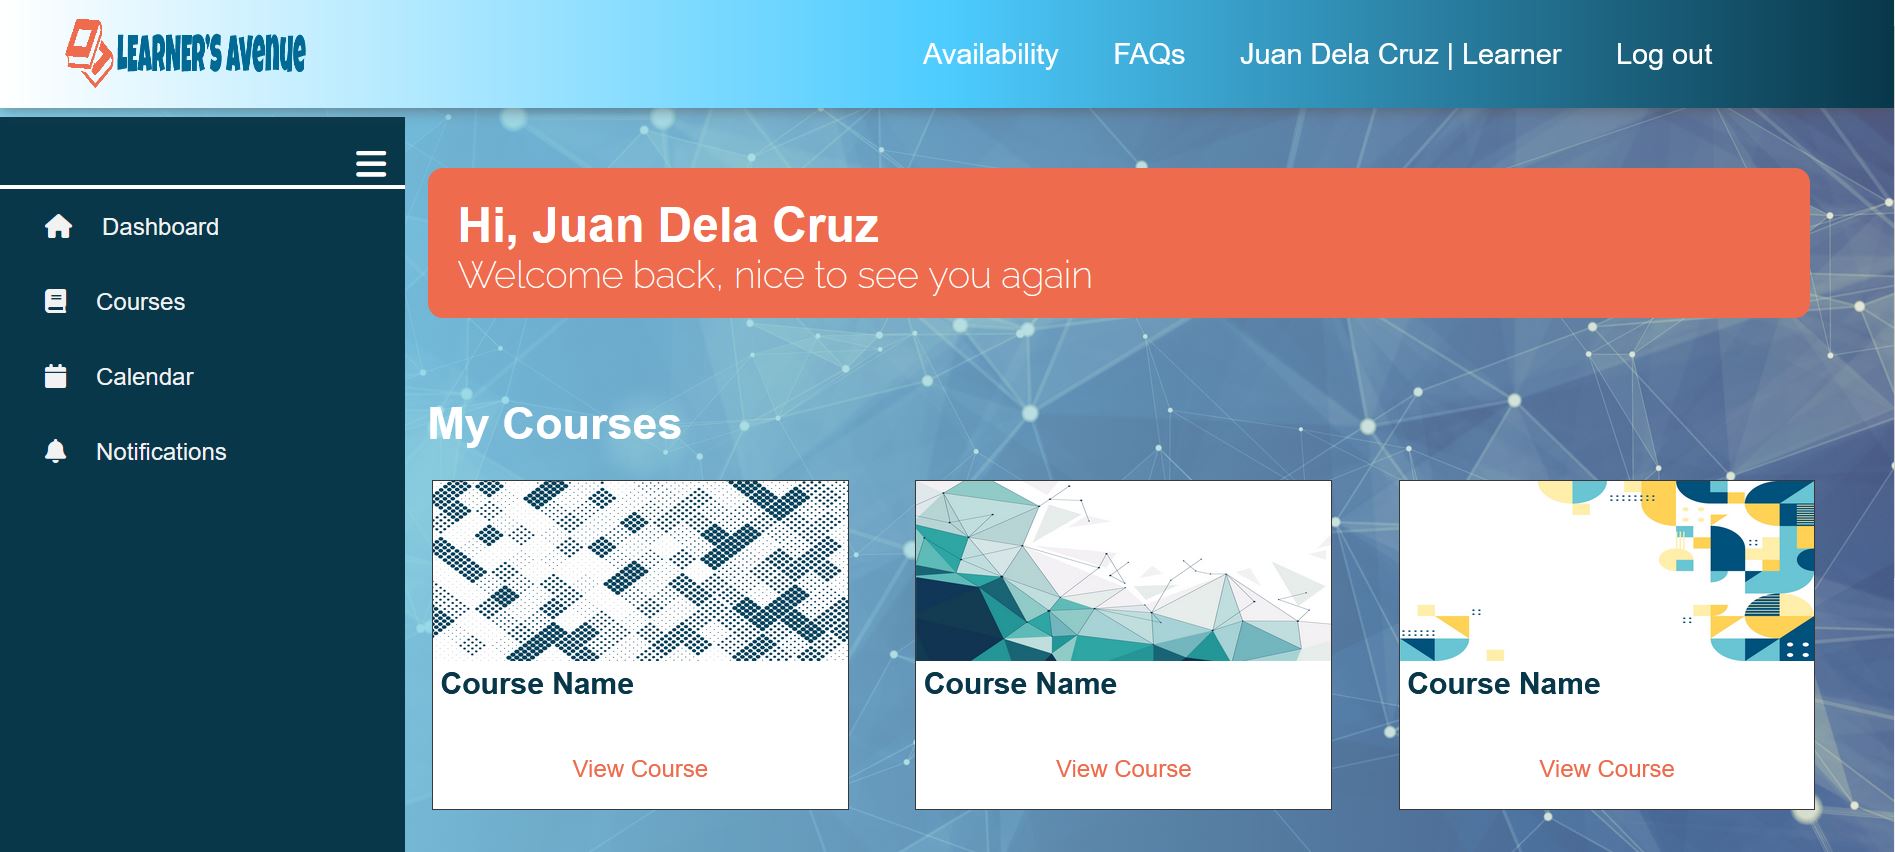 LEARNER'S AVENUE
Availability
FAQs
Juan Dela Cruz | Learner
Log out
Dashboard
Courses
Calendar
Notifications
Hi, Juan Dela Cruz
Welcome back, nice to see you again
My Courses
Course Name
View Course
Course Name
View Course
Course Name
View Course